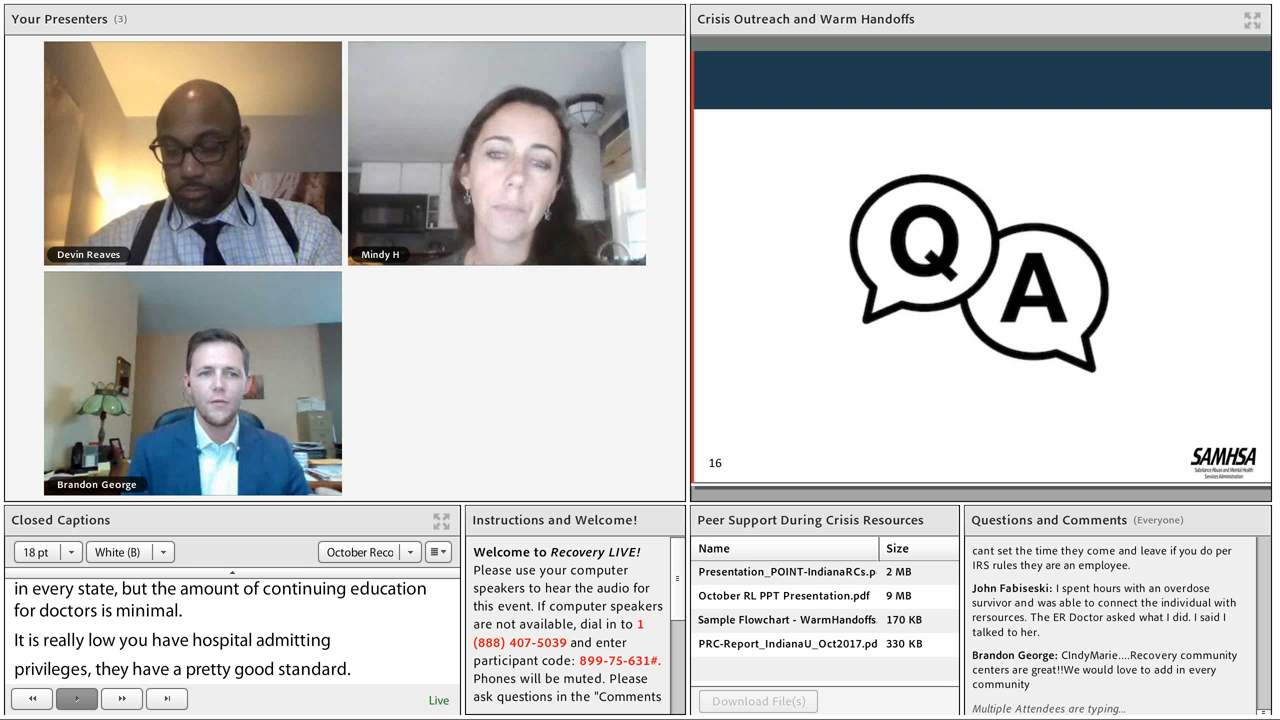 Your Presenters (3)
Devin Reaves
Mindy H
Brandon George
Crisis Outreach and Warm Handoffs
Q
A
16
SAMHSA
Substance Abuse and Mental Health
Services Administration
Closed Captions
18 pt
White (B)
October Reco
in every state, but the amount of continuing education
for doctors is minimal.
It is really low you have hospital admitting
privileges, they have a pretty good standard.
Live
Instructions and Welcome!
Welcome to Recovery LIVE!
Please use your computer
speakers to hear the audio for
this event. If computer speakers
are not available, dial in to 1
(888) 407-5039 and enter
participant code: 899-75-631#.
Phones will be muted. Please
ask questions in the "Comments
Peer Support During Crisis Resources
Name Size
Presentation_POINT-IndianaRCs.p 2 MB
October RL PPT Presentation.pdf 9 MB
Sample Flowchart - WarmHandoffs. 170 KB
PRC-Report_IndianaU_Oct2017.pd 330 KB
Download File(s)
Questions and Comments (Everyone)
cant set the time they come and leave if you do per
IRS rules they are an employee.
John Fabiseski: I spent hours with an overdose
survivor and was able to connect the individual with
rersources. The ER Doctor asked what I did. I said I
talked to her.
Brandon George: CIndyMarie....Recovery community
centers are great!!We would love to add in every
community
Multiple Attendees are typing...